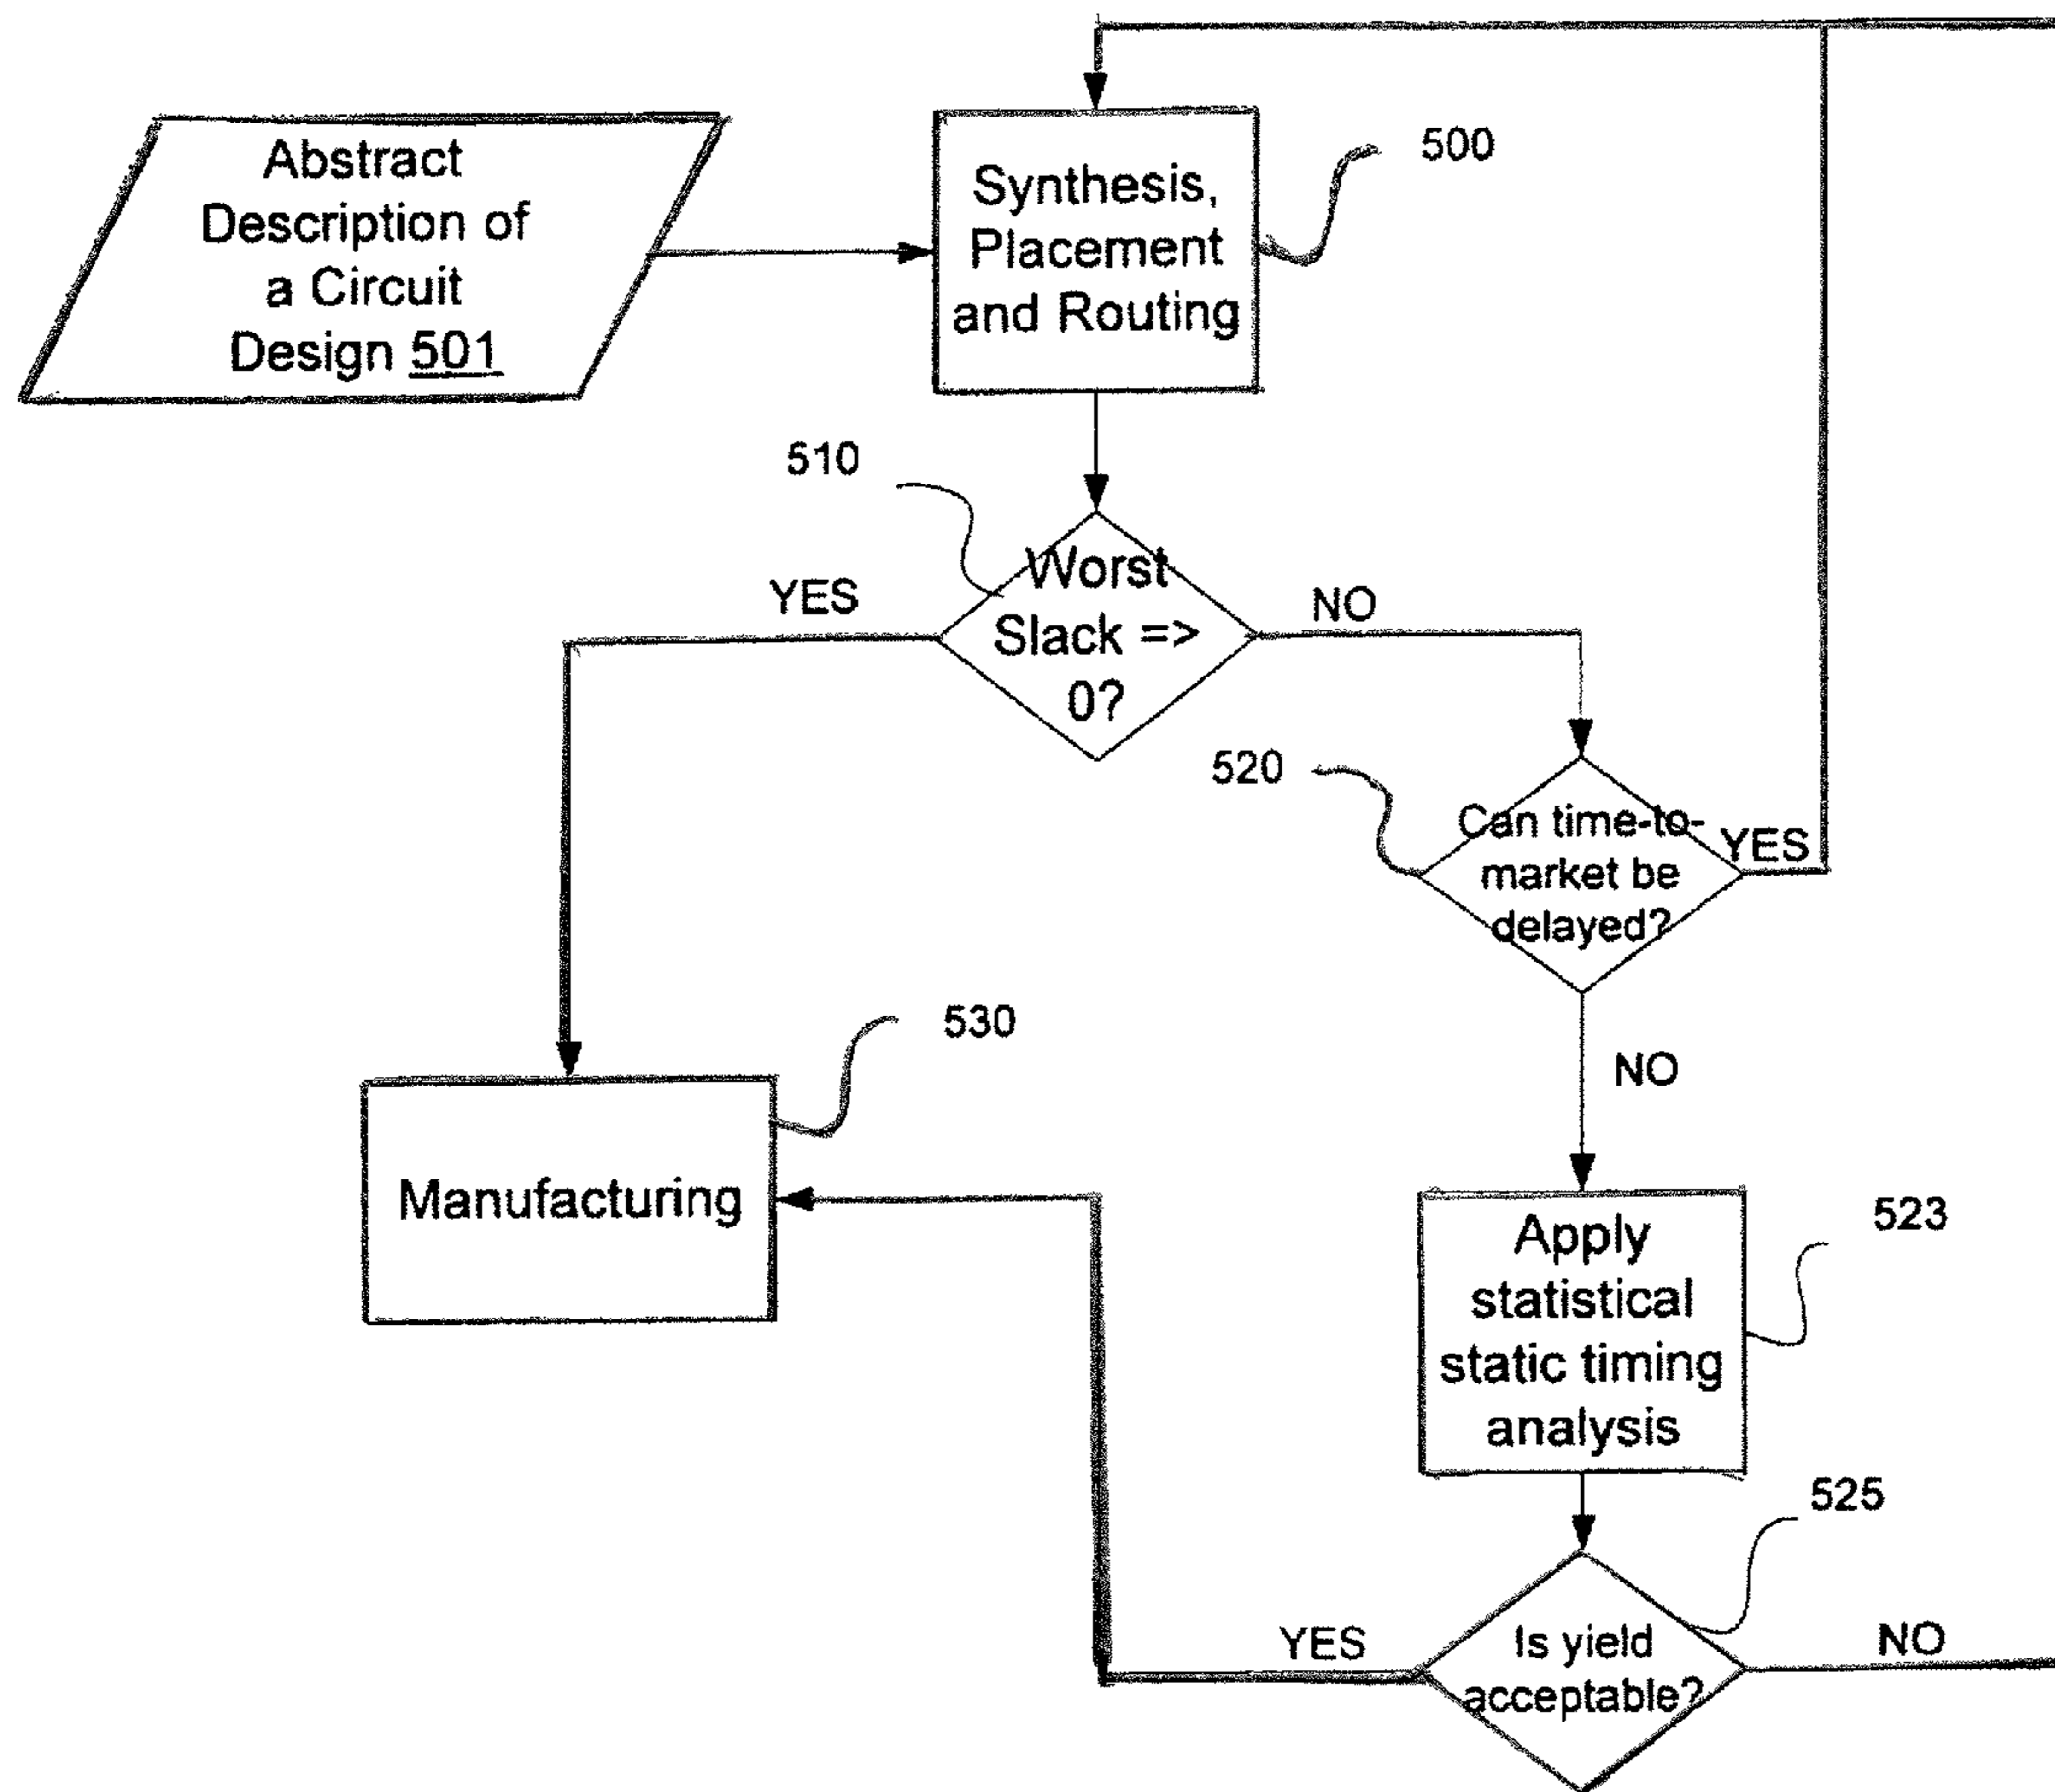 Abstract
Description of
a Circuit
Design 501
Synthesis,
Placement
and Routing
500
510
Worst
Slack =>
0?
YES
NO
520
Can time-to-
market be
delayed?
YES
NO
530
Manufacturing
523
Apply
statistical
static timing
analysis
525
Is yield
acceptable?
YES
NO